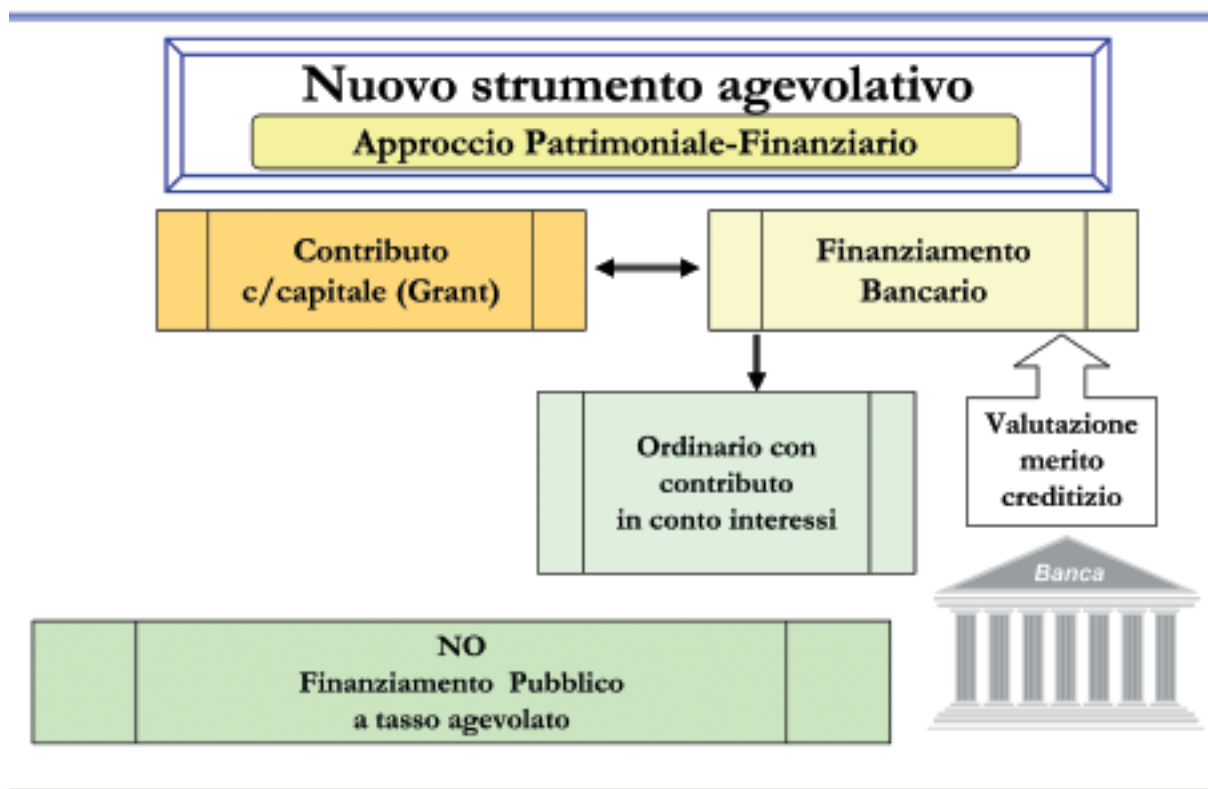 Nuovo strumento agevolativo
Approccio Patrimoniale-Finanziario
Contributo
c/capitale (Grant)
Finanziamento
Bancario
Ordinario con
contributo
in conto interessi
Valutazione
merito
creditizio
Banca
NO
Finanziamento Pubblico
a tasso agevolato